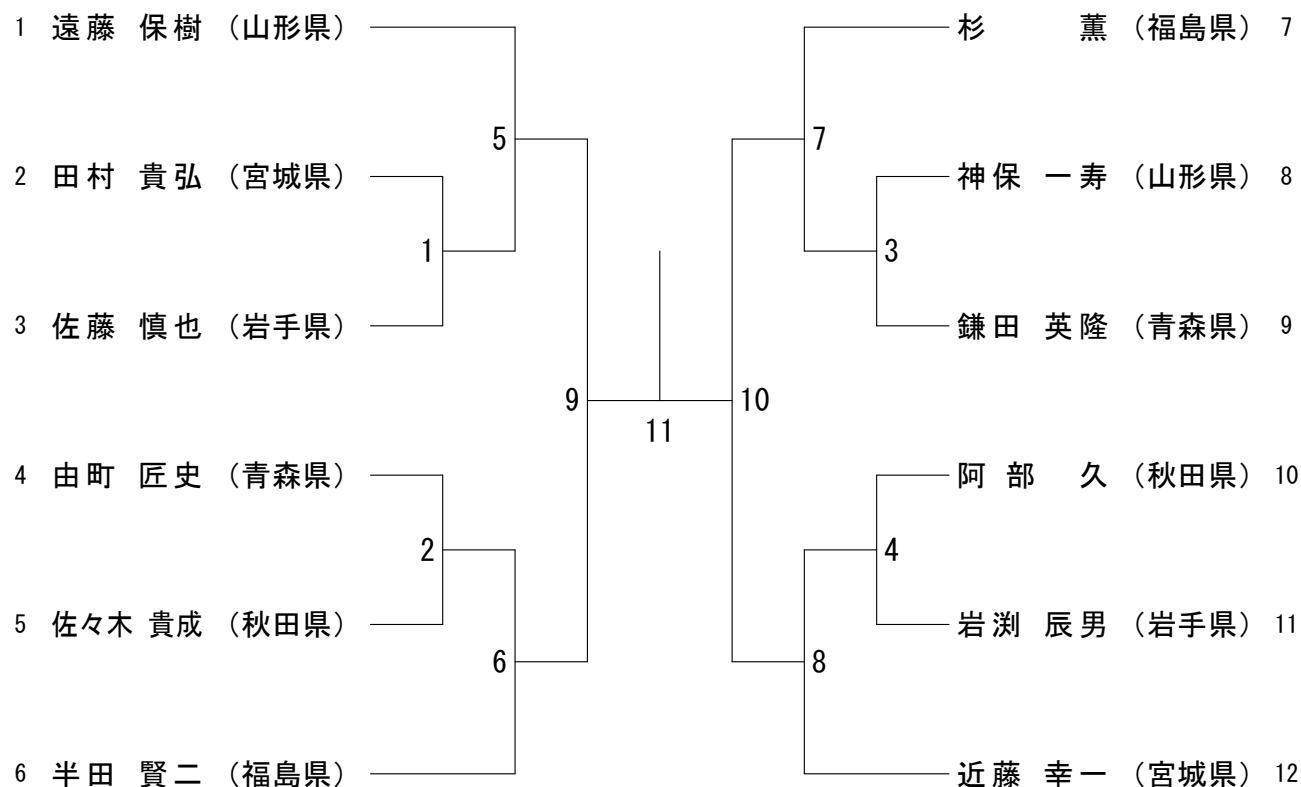 1 遠藤 保樹 (山形県)
杉 薫 (福島県) 7
5
7
2 田村 貴弘 (宮城県)
神保 一寿 (山形県) 8
1
3
3 佐藤 慎也 (岩手県)
鎌田 英隆 (青森県) 9
9
10
11
4 由町 匠史 (青森県)
阿部 久 (秋田県) 10
2
4
5 佐々木 貴成 (秋田県)
岩渕 辰男 (岩手県) 11
6
8
6 半田 賢二 (福島県)
近藤 幸一 (宮城県) 12